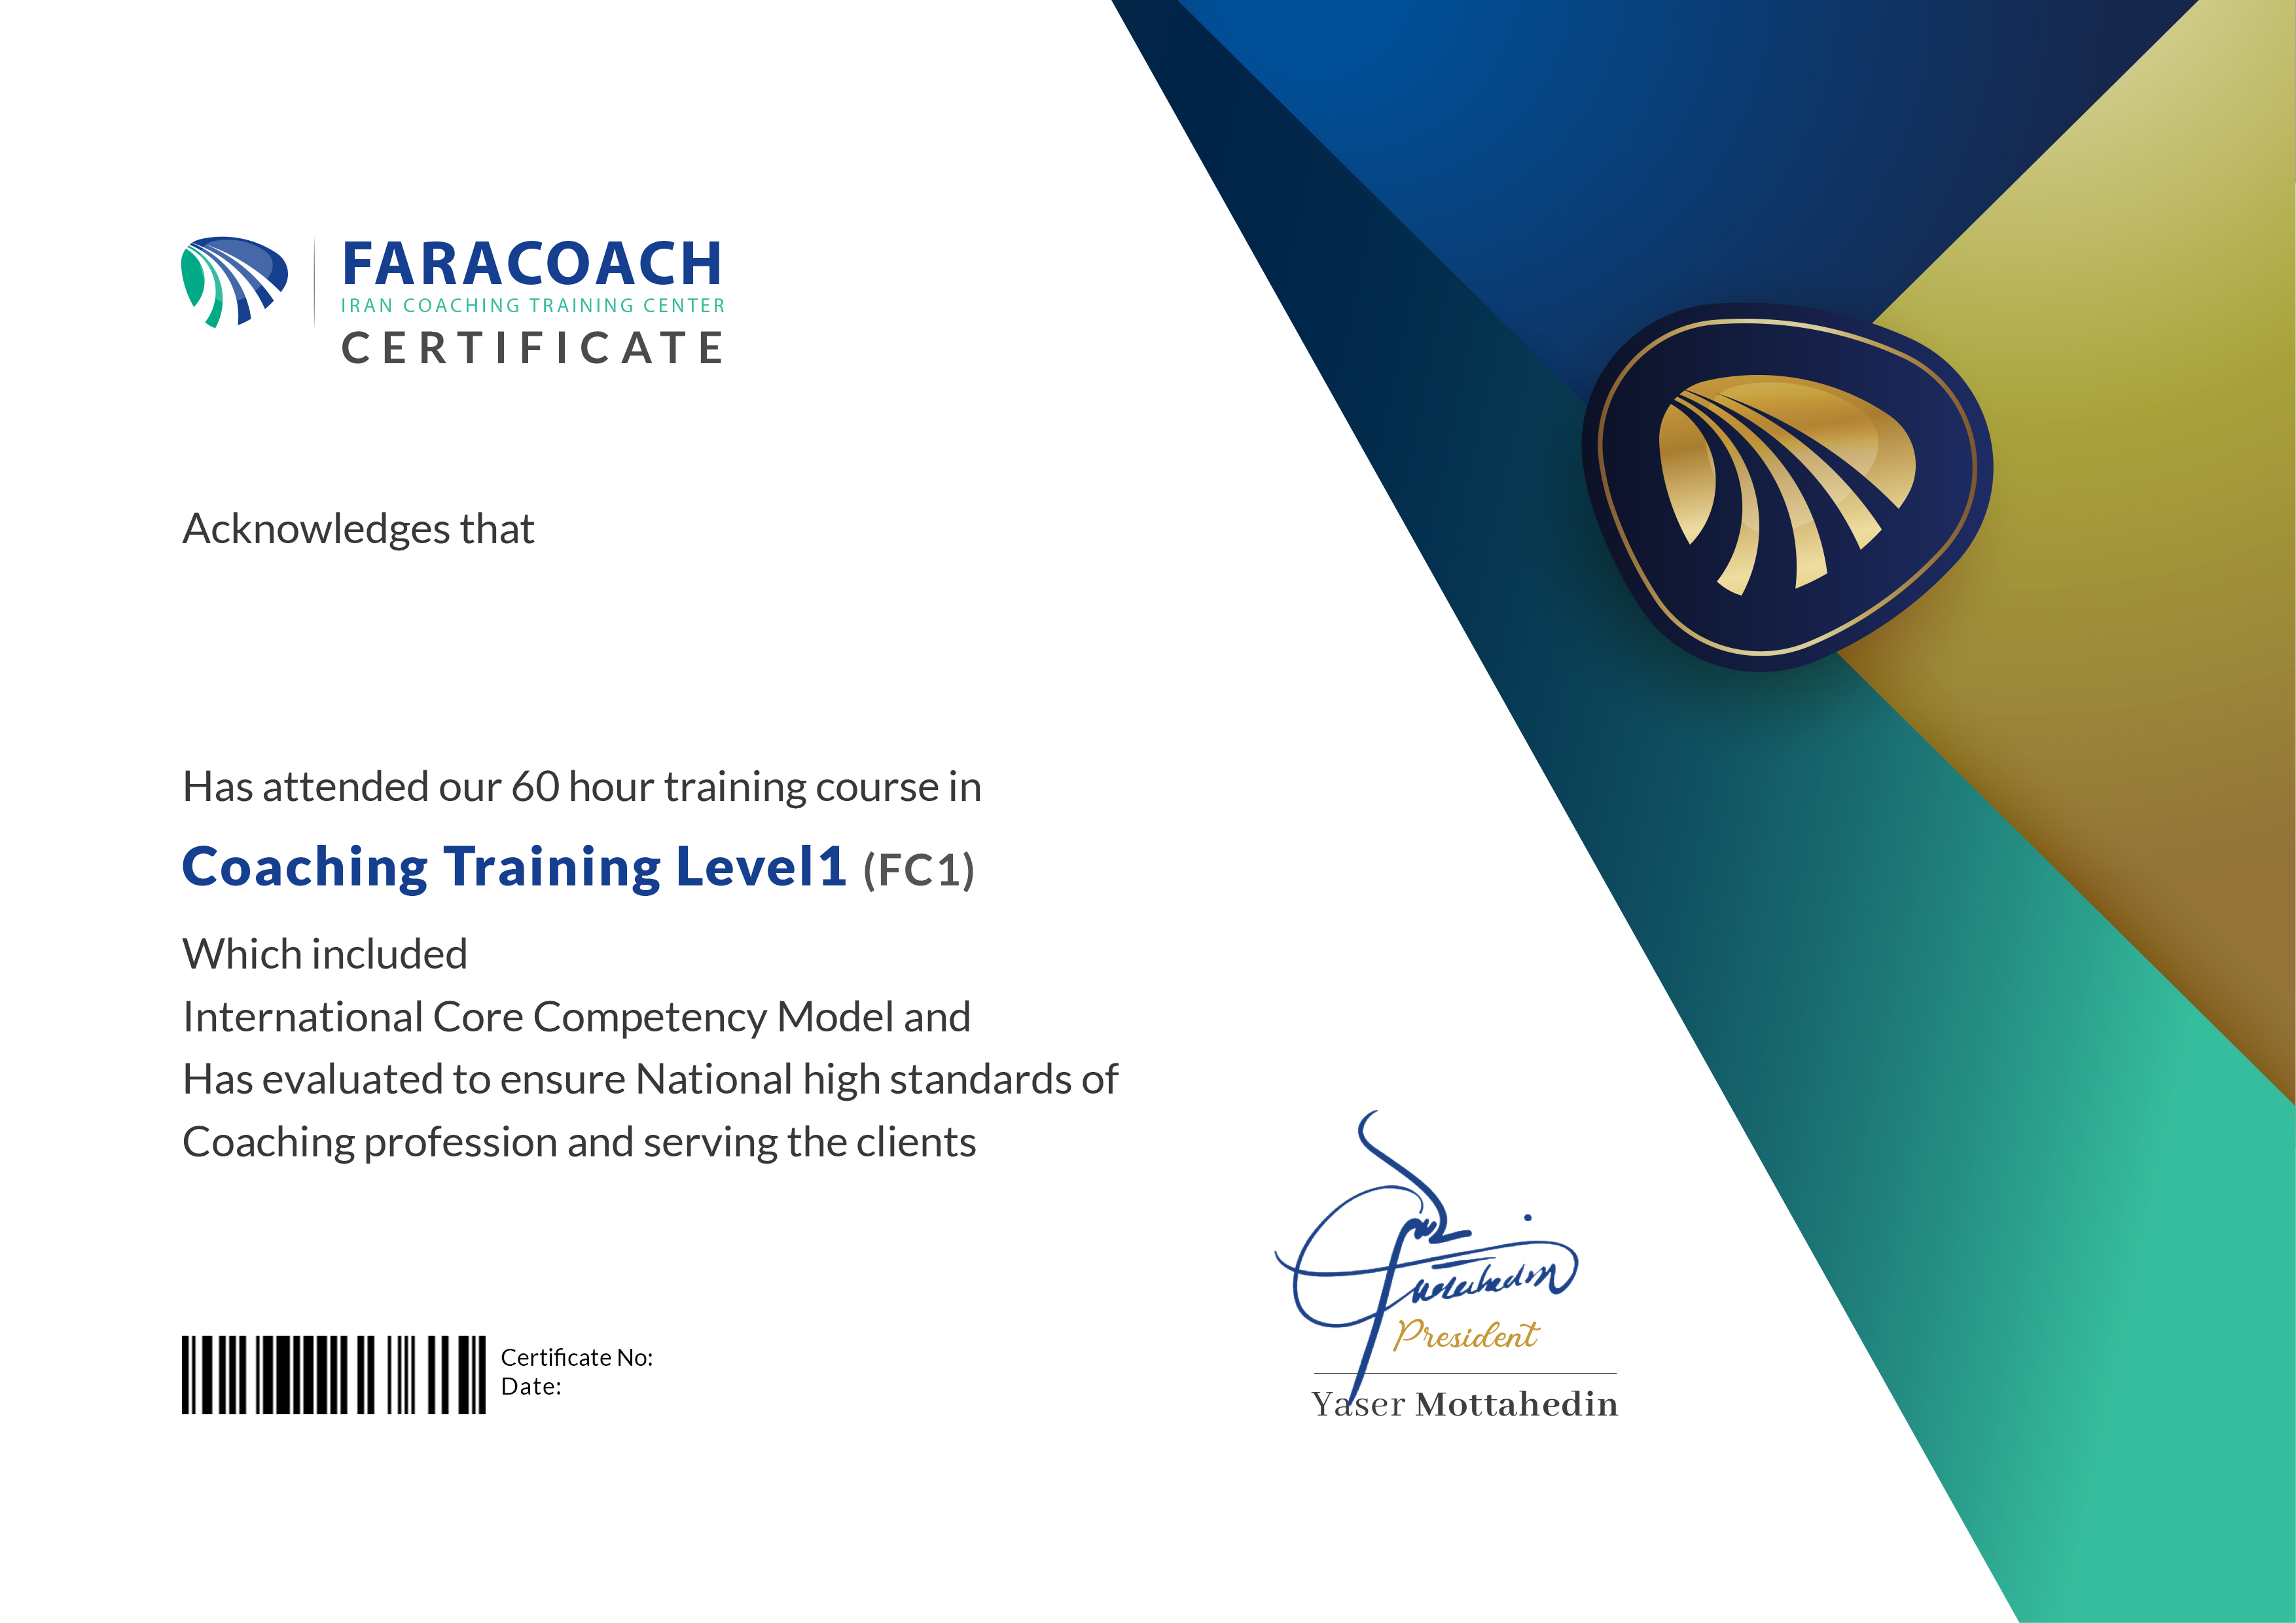 FARACOACH
IRAN COACHING TRAINING CENTER
CERTIFICATE
Acknowledges that
Has attended our 60 hour training course in
Coaching Training Level1 (FC1)
Which included
International Core Competency Model and
Has evaluated to ensure National high standards of
Coaching profession and serving the clients
Certificate No:
Date:
President
Yaser Mottahedin